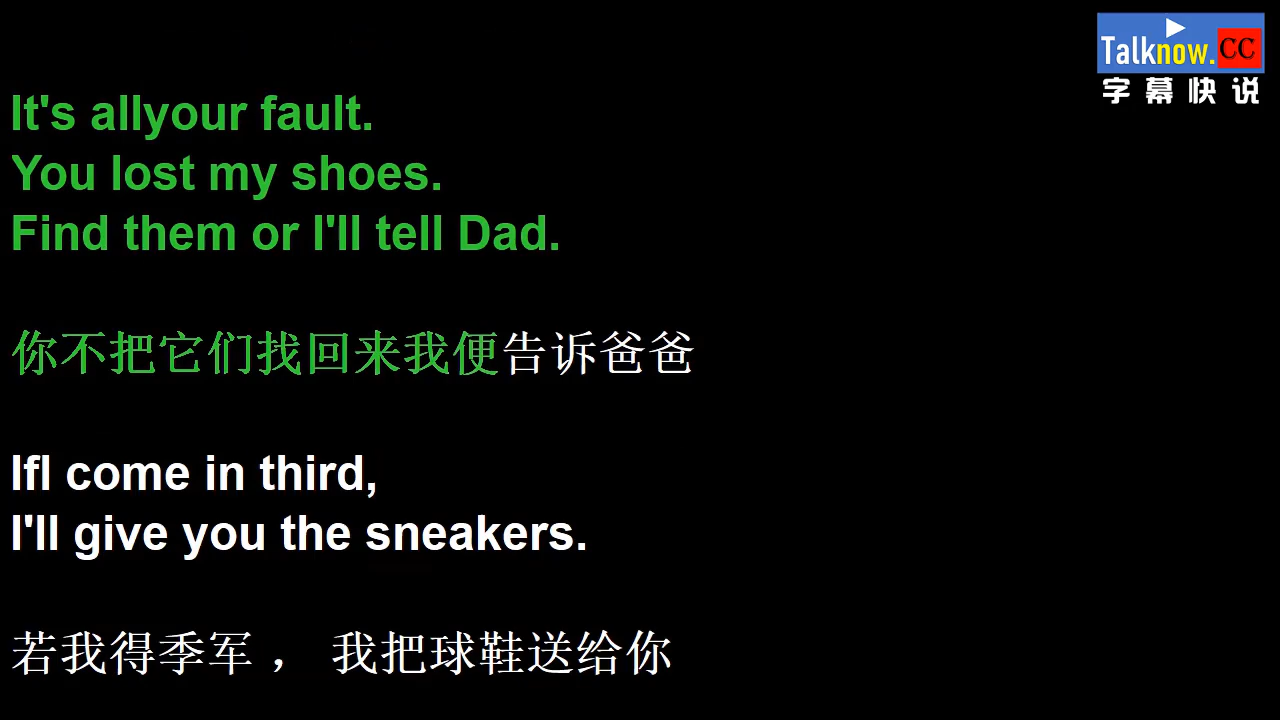 Talknow.CC
字幕快说
It's allyour fault.
You lost my shoes.
Find them or I'll tell Dad.
你不把它们找回来我便告诉爸爸
IfI come in third,
I'll give you the sneakers.
若我得季军， 我把球鞋送给你